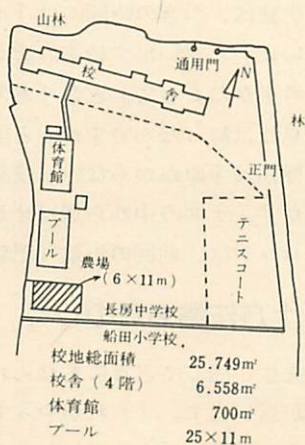 山林
通用門
N
校舎
林
正門
体育館
プール
テニスコート
農場
(6×11m)
長房中学校
船田小学校.
校地総面積 25.749㎡
校舎(4階) 6.558㎡
体育館 700㎡
プール 25×11m